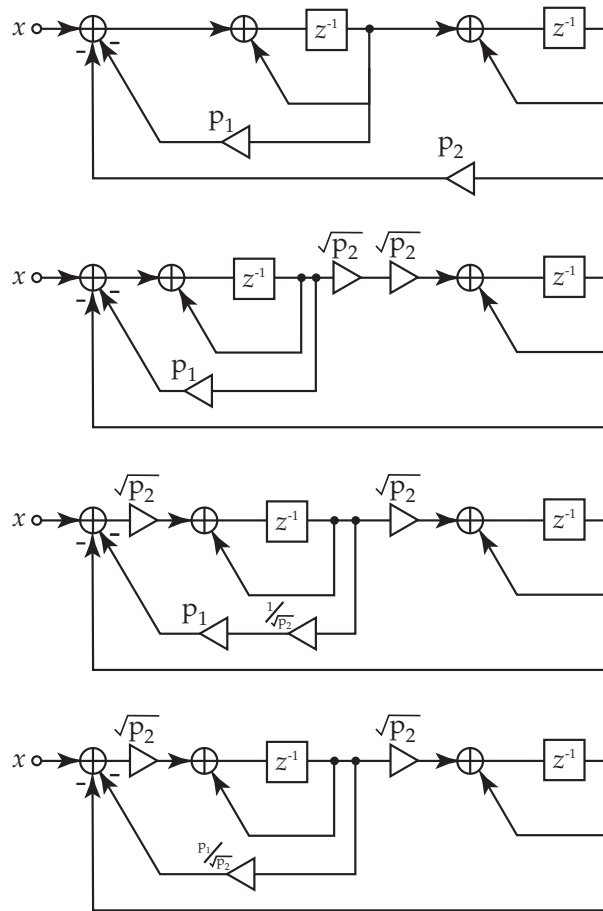 x - - z⁻¹ z⁻¹
p₁
p₂
√p₂ √p₂
x - - z⁻¹ z⁻¹
p₁
√p₂ √p₂
x - - z⁻¹ z⁻¹
p₁ 1/√p₂
√p₂ √p₂
x - - z⁻¹ z⁻¹
p₁/√p₂